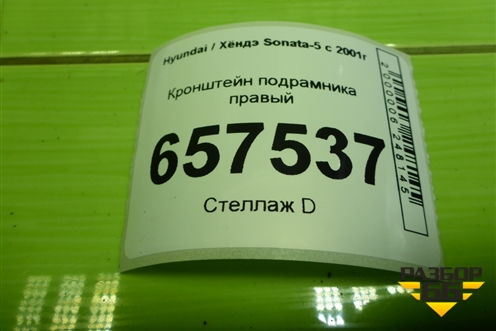 Hyundai / Хёндэ Sonata-5 с 2001г
Кронштейн подрамника
правый
657537
Стеллаж D
2000006248145
РАЗБОР